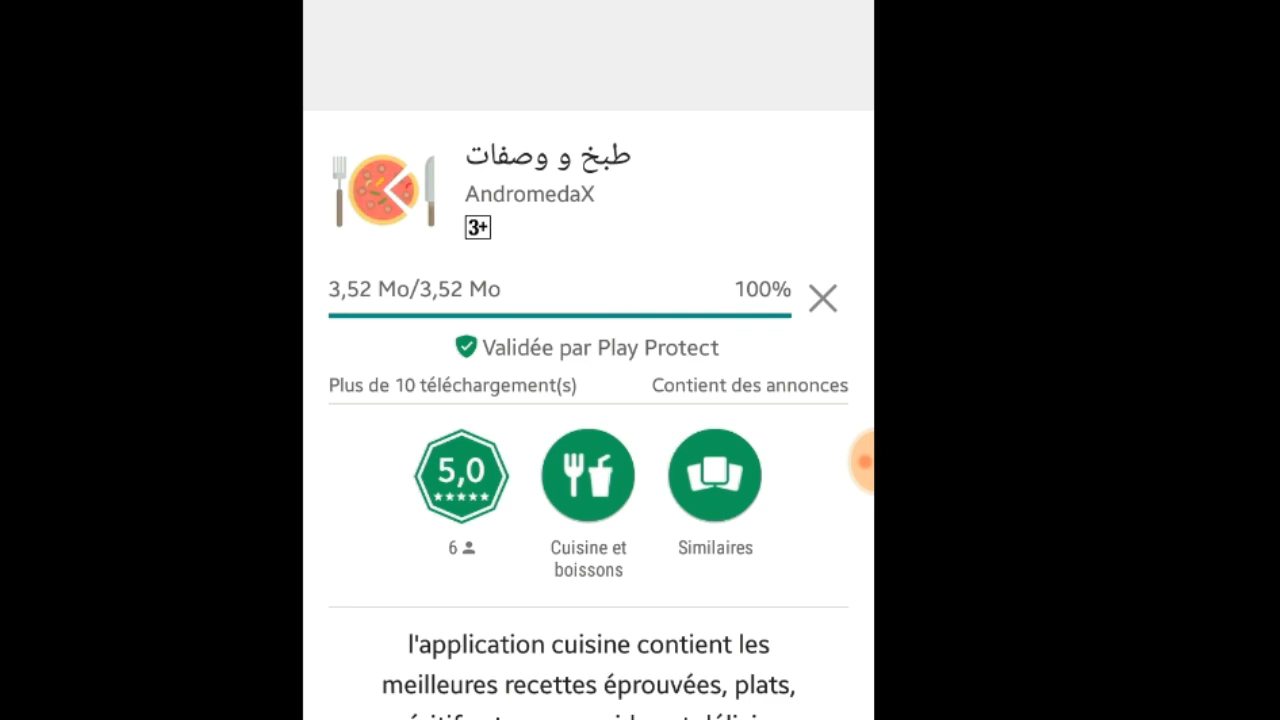 طبخ و وصفات
AndromedaX
3+
3,52 Mo/3,52 Mo 100%
Validée par Play Protect
Plus de 10 téléchargement(s) Contient des annonces
5,0
6
Cuisine et
boissons
Similaires
l'application cuisine contient les
meilleures recettes éprouvées, plats,